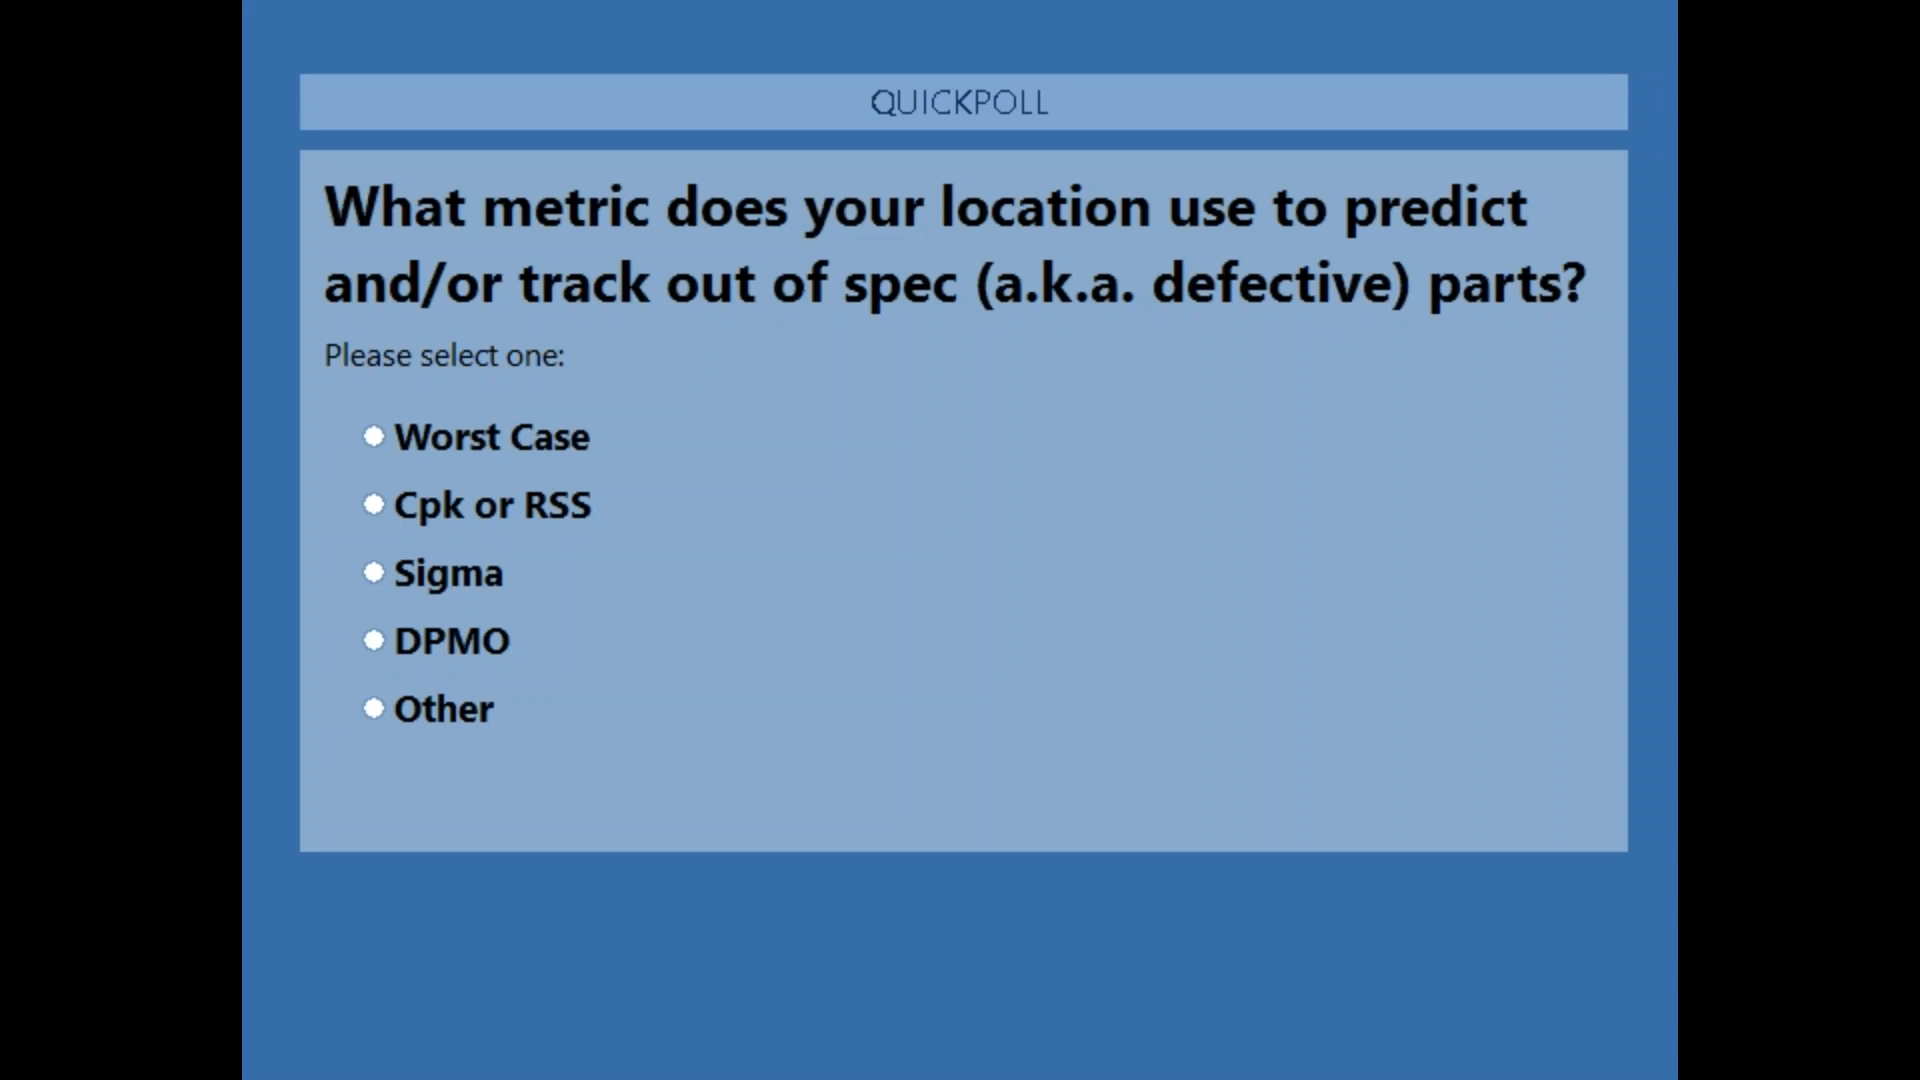 QUICKPOLL
What metric does your location use to predict
and/or track out of spec (a.k.a. defective) parts?
Please select one:
Worst Case
Cpk or RSS
Sigma
DPMO
Other